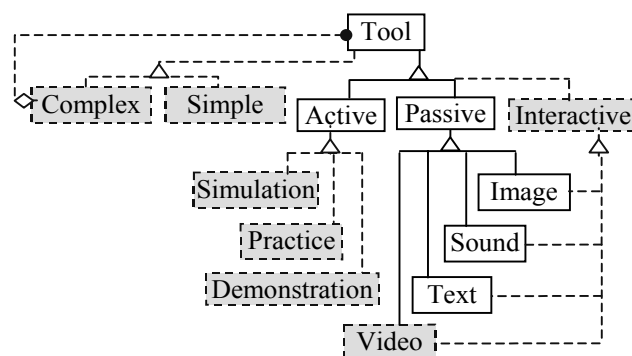 Tool
Complex
Simple
Active
Passive
Interactive
Simulation
Image
Practice
Sound
Demonstration
Text
Video